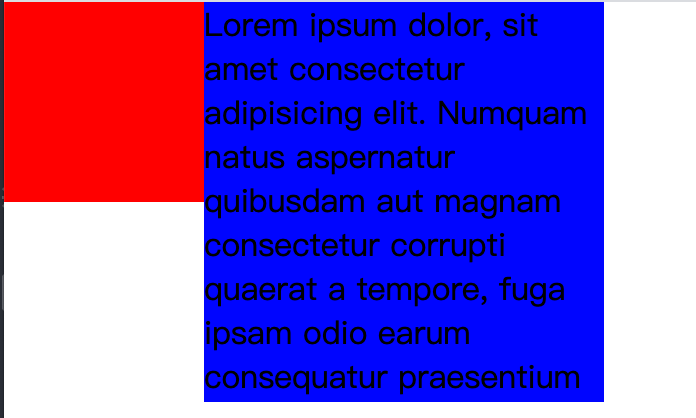 Lorem ipsum dolor, sit
amet consectetur
adipisicing elit. Numquam
natus aspernatur
quibusdam aut magnam
consectetur corrupti
quaerat a tempore, fuga
ipsam odio earum
consequatur praesentium